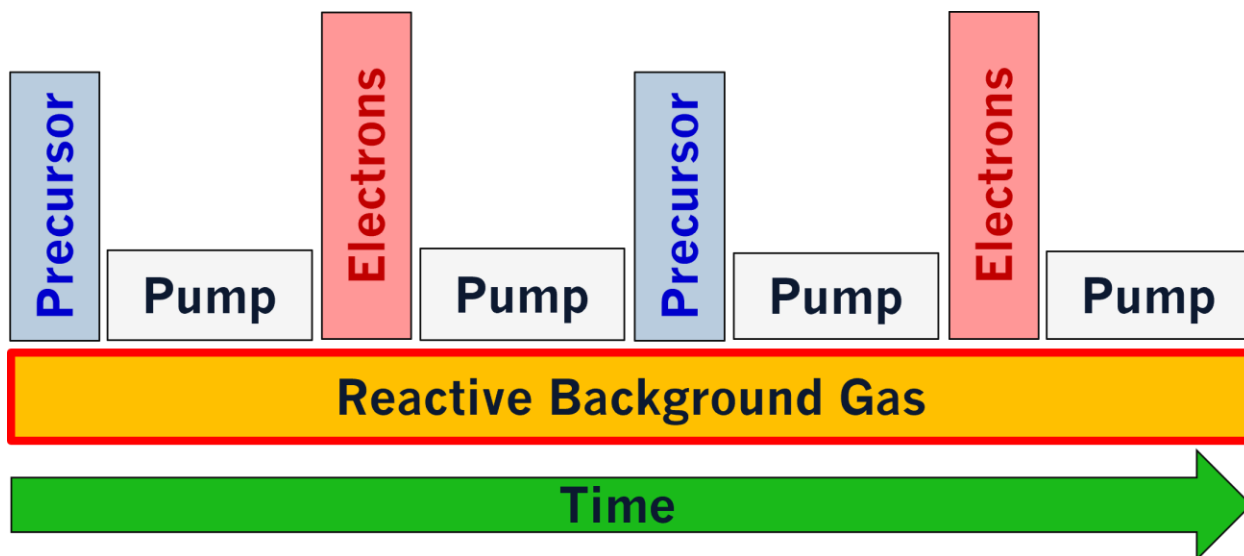 Precursor
Pump
Electrons
Pump
Precursor
Pump
Electrons
Pump
Reactive Background Gas
Time